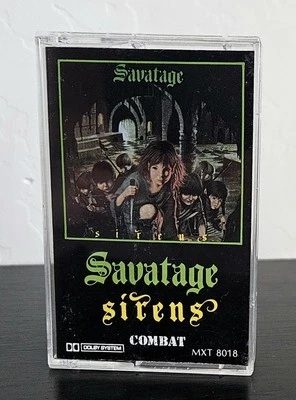 Savatage
sirens
Savatage
sirens
COMBAT
DOLBY SYSTEM
MXT 8018